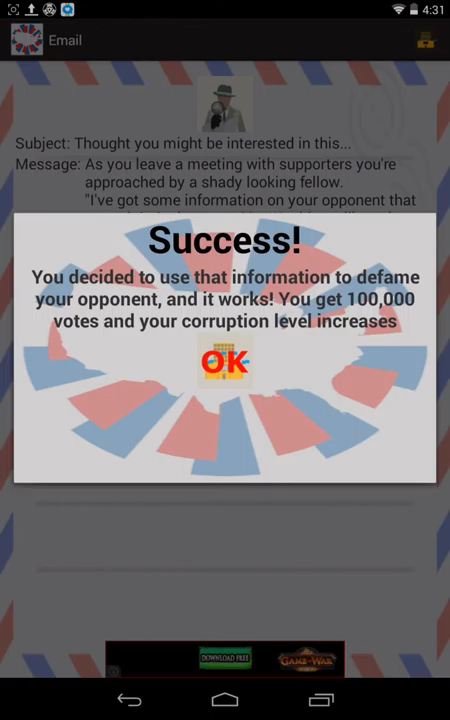 4:31
Email
Subject: Thought you might be interested in this...
Message: As you leave a meeting with supporters you're
approached by a shady looking fellow.
"I've got some information on your opponent that
Success!
You decided to use that information to defame
your opponent, and it works! You get 100,000
votes and your corruption level increases
OK
DOWNLOAD FREE
GAME OF WAR